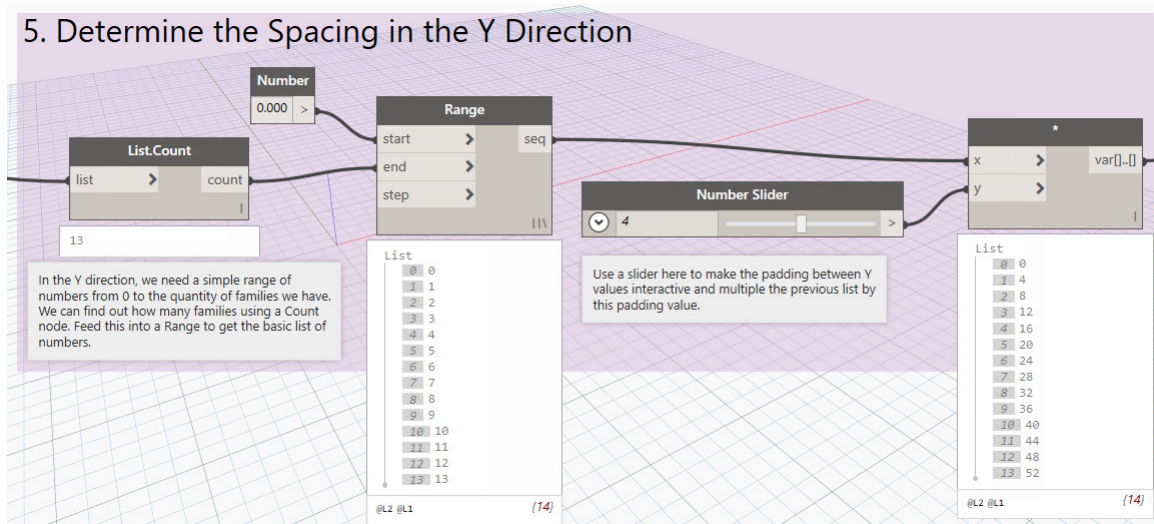 5. Determine the Spacing in the Y Direction
Number
0.000 >
List.Count
list > count
|
13
In the Y direction, we need a simple range of
numbers from 0 to the quantity of families we have.
We can find out how many families using a Count
node. Feed this into a Range to get the basic list of
numbers.
Range
start > seq
end >
step >
||\
List
0 0
1 1
2 2
3 3
4 4
5 5
6 6
7 7
8 8
9 9
10 10
11 11
12 12
13 13
@L2 @L1 {14}
Number Slider
4 >
Use a slider here to make the padding between Y
values interactive and multiple the previous list by
this padding value.
*
x > var[]..[]
y >
|
List
0 0
1 4
2 8
3 12
4 16
5 20
6 24
7 28
8 32
9 36
10 40
11 44
12 48
13 52
@L2 @L1 {14}